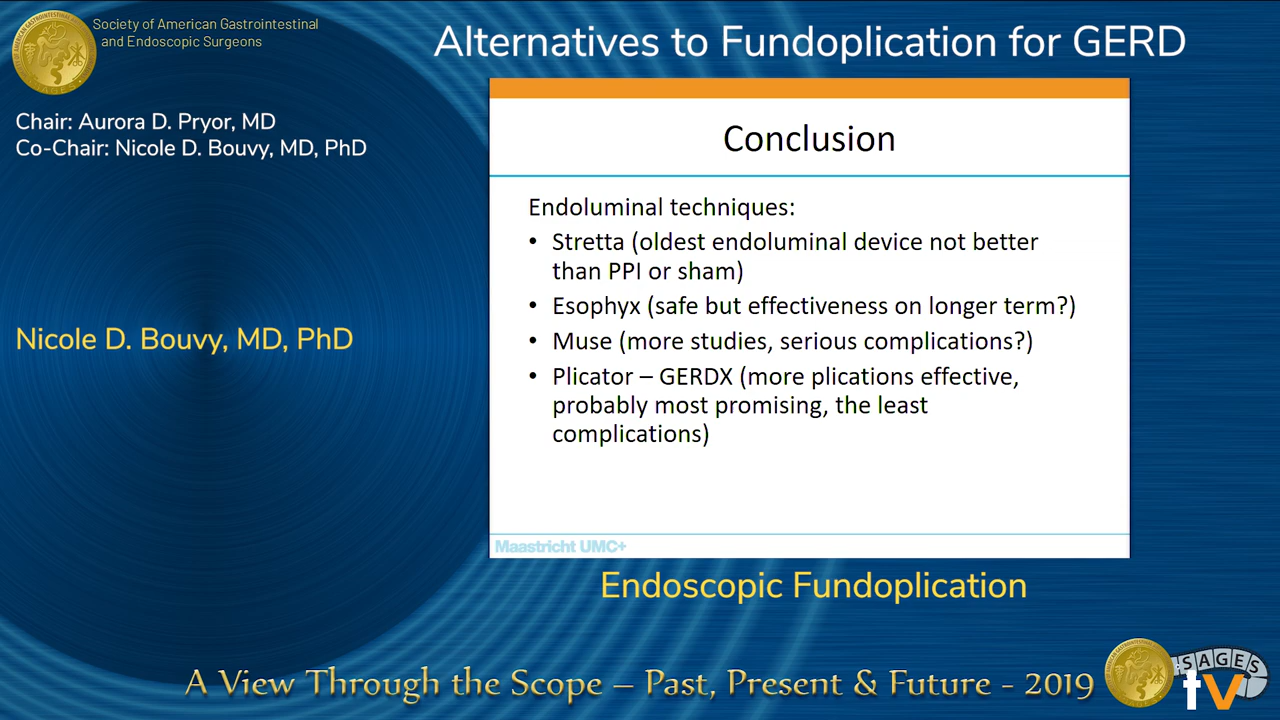 Society of American Gastrointestinal
and Endoscopic Surgeons
Alternatives to Fundoplication for GERD
Chair: Aurora D. Pryor, MD
Co-Chair: Nicole D. Bouvy, MD, PhD
Nicole D. Bouvy, MD, PhD
Conclusion
Endoluminal techniques:
• Stretta (oldest endoluminal device not better
than PPI or sham)
• Esophyx (safe but effectiveness on longer term?)
• Muse (more studies, serious complications?)
• Plicator – GERDX (more plications effective,
probably most promising, the least
complications)
Maastricht UMC+
Endoscopic Fundoplication
A View Through the Scope – Past, Present & Future - 2019
SAGES
tv